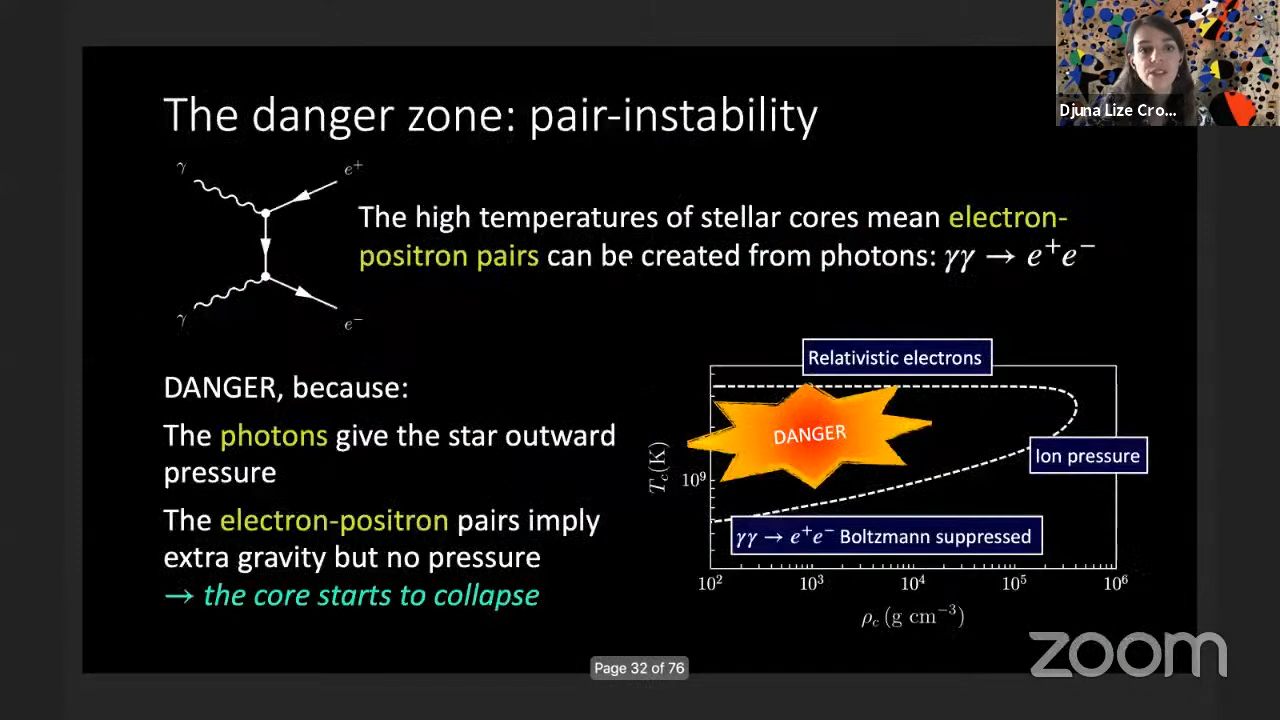 Djuna Lize Cro...
The danger zone: pair-instability
γ
e⁺
γ
e⁻
The high temperatures of stellar cores mean electron-
positron pairs can be created from photons: γγ → e⁺e⁻
DANGER, because:
The photons give the star outward
pressure
The electron-positron pairs imply
extra gravity but no pressure
→ the core starts to collapse
Relativistic electrons
DANGER
Ion pressure
γγ → e⁺e⁻ Boltzmann suppressed
T_c(K)
10⁹
10² 10³ 10⁴ 10⁵ 10⁶
ρ_c (g cm⁻³)
Page 32 of 76
zoom